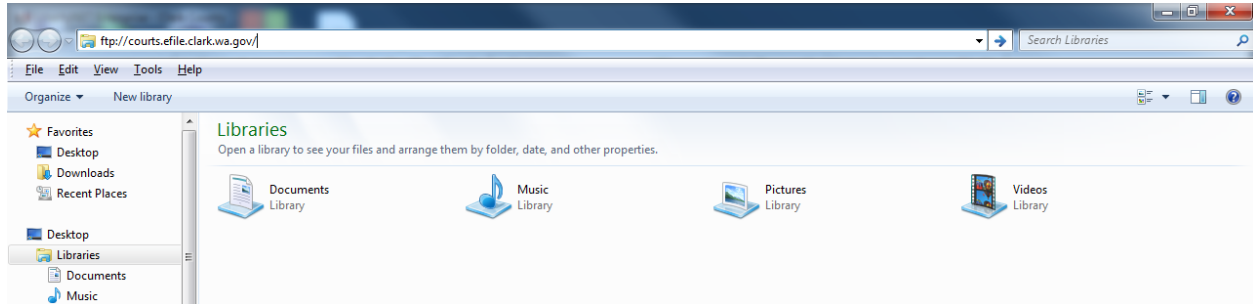 ftp://courts.efile.clark.wa.gov/
Search Libraries
File Edit View Tools Help
Organize New library
Favorites
Desktop
Downloads
Recent Places
Desktop
Libraries
Documents
Music
Libraries
Open a library to see your files and arrange them by folder, date, and other properties.
Documents
Library
Music
Library
Pictures
Library
Videos
Library